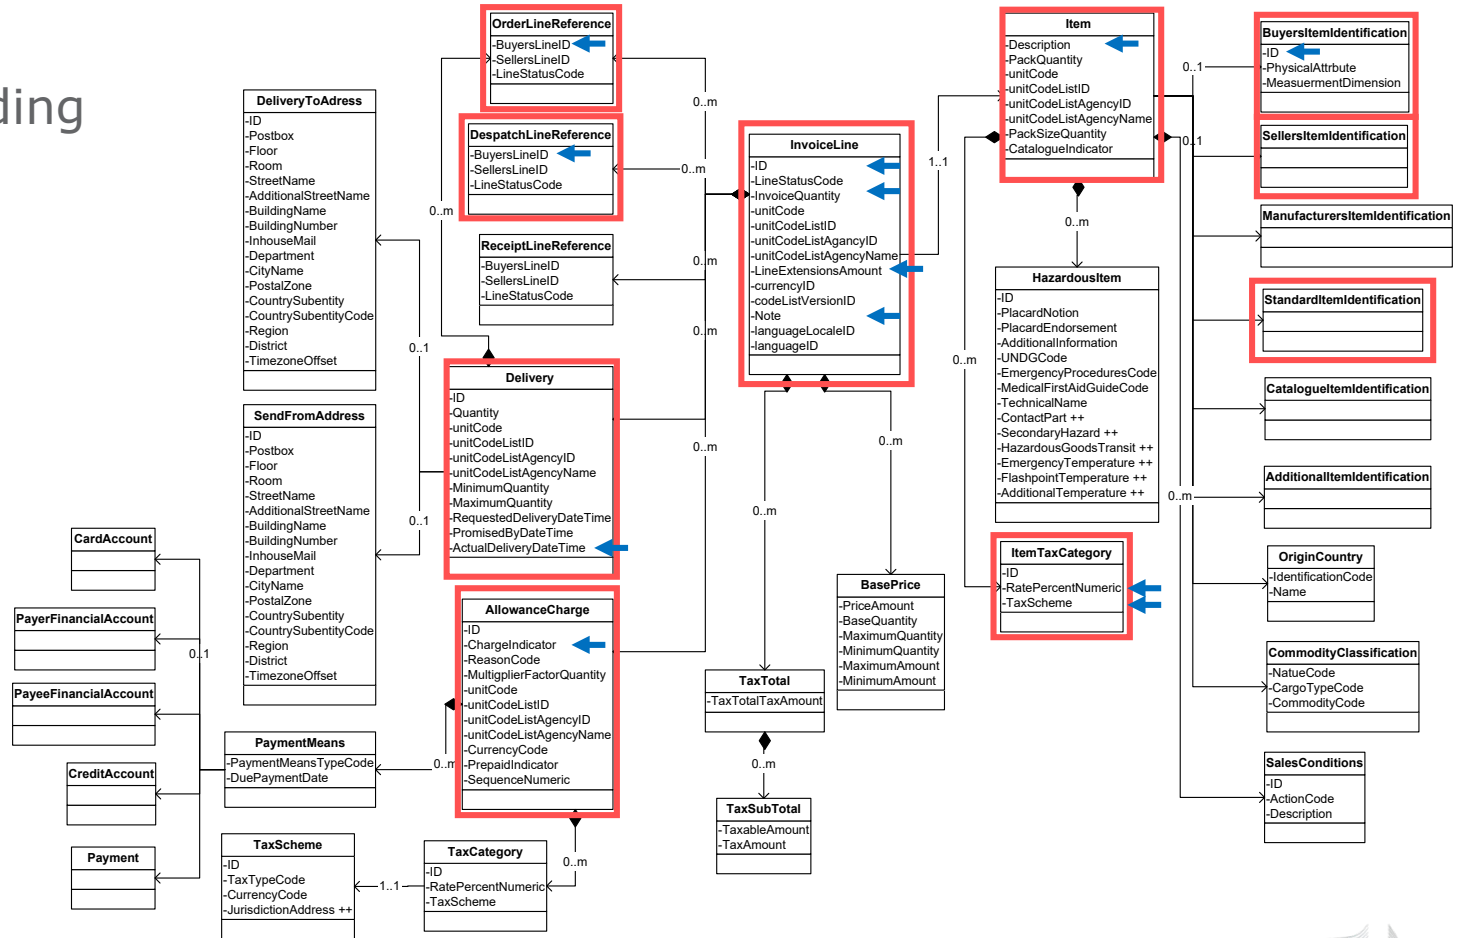 ding
OrderLineReference
-BuyersLineID
-SellersLineID
-LineStatusCode
DespatchLineReference
-BuyersLineID
-SellersLineID
-LineStatusCode
ReceiptLineReference
-BuyersLineID
-SellersLineID
-LineStatusCode
DeliveryToAdress
-ID
-Postbox
-Floor
-Room
-StreetName
-AdditionalStreetName
-BuildingName
-BuildingNumber
-InhouseMail
-Department
-CityName
-PostalZone
-CountrySubentity
-CountrySubentityCode
-Region
-District
-TimezoneOffset
SendFromAddress
-ID
-Postbox
-Floor
-Room
-StreetName
-AdditionalStreetName
-BuildingName
-BuildingNumber
-InhouseMail
-Department
-CityName
-PostalZone
-CountrySubentity
-CountrySubentityCode
-Region
-District
-TimezoneOffset
Delivery
-ID
-Quantity
-unitCode
-unitCodeListID
-unitCodeListAgencyID
-unitCodeListAgencyName
-MinimumQuantity
-MaximumQuantity
-RequestedDeliveryDateTime
-PromisedByDateTime
-ActualDeliveryDateTime
AllowanceCharge
-ID
-ChargeIndicator
-ReasonCode
-MultigplierFactorQuantity
-unitCode
-unitCodeListID
-unitCodeListAgencyID
-unitCodeListAgencyName
-CurrencyCode
-PrepaidIndicator
-SequenceNumeric
CardAccount
PayerFinancialAccount
PayeeFinancialAccount
CreditAccount
Payment
PaymentMeans
-PaymentMeansTypeCode
-DuePaymentDate
TaxScheme
-ID
-TaxTypeCode
-CurrencyCode
-JurisdictionAddress ++
TaxCategory
-ID
-RatePercentNumeric
-TaxScheme
InvoiceLine
-ID
-LineStatusCode
-InvoiceQuantity
-unitCode
-unitCodeListID
-unitCodeListAgancyID
-unitCodeListAgencyName
-LineExtensionsAmount
-currencyID
-codeListVersionID
-Note
-languageLocaleID
-languageID
TaxTotal
-TaxTotalTaxAmount
TaxSubTotal
-TaxableAmount
-TaxAmount
BasePrice
-PriceAmount
-BaseQuantity
-MaximumQuantity
-MinimumQuantity
-MaximumAmount
-MinimumAmount
Item
-Description
-PackQuantity
-unitCode
-unitCodeListID
-unitCodeListAgencyID
-unitCodeListAgencyName
-PackSizeQuantity
-CatalogueIndicator
HazardousItem
-ID
-PlacardNotion
-PlacardEndorsement
-AdditionalInformation
-UNDGCode
-EmergencyProceduresCode
-MedicalFirstAidGuideCode
-TechnicalName
-ContactPart ++
-SecondaryHazard ++
-HazardousGoodsTransit ++
-EmergencyTemperature ++
-FlashpointTemperature ++
-AdditionalTemperature ++
ItemTaxCategory
-ID
-RatePercentNumeric
-TaxScheme
BuyersItemIdentification
-ID
-PhysicalAttrbute
-MeasuermentDimension
SellersItemIdentification
ManufacturersItemIdentification
StandardItemIdentification
CatalogueItemIdentification
AdditionalItemIdentification
OriginCountry
-IdentificationCode
-Name
CommodityClassification
-NatueCode
-CargoTypeCode
-CommodityCode
SalesConditions
-ID
-ActionCode
-Description
0..m
0..m
0..m
0..m
0..m
0..m
0..1
0..1
0..1
0..m
0..m
1..1
0..m
0..m
0..m
1..1
0..m
0..m
0..1
0..1
0..m